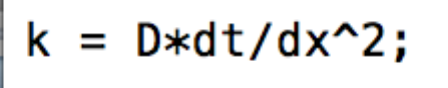 k = D*dt/dx^2;